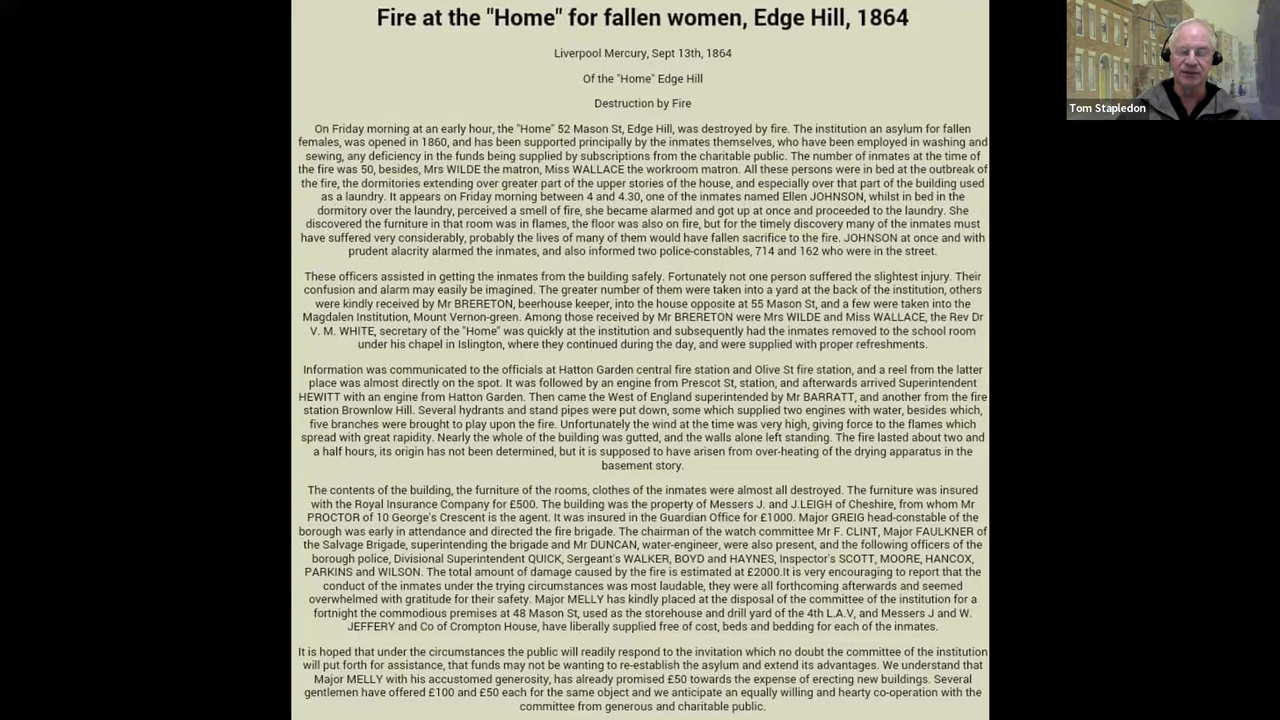 Fire at the "Home" for fallen women, Edge Hill, 1864
Liverpool Mercury, Sept 13th, 1864
Of the "Home" Edge Hill
Destruction by Fire
On Friday morning at an early hour, the "Home" 52 Mason St, Edge Hill, was destroyed by fire. The institution an asylum for fallen
females, was opened in 1860, and has been supported principally by the inmates themselves, who have been employed in washing and
sewing, any deficiency in the funds being supplied by subscriptions from the charitable public. The number of inmates at the time of
the fire was 50, besides, Mrs WILDE the matron, Miss WALLACE the workroom matron. All these persons were in bed at the outbreak of
the fire, the dormitories extending over greater part of the upper stories of the house, and especially over that part of the building used
as a laundry. It appears on Friday morning between 4 and 4.30, one of the inmates named Ellen JOHNSON, whilst in bed in the
dormitory over the laundry, perceived a smell of fire, she became alarmed and got up at once and proceeded to the laundry. She
discovered the furniture in that room was in flames, the floor was also on fire, but for the timely discovery many of the inmates must
have suffered very considerably, probably the lives of many of them would have fallen sacrifice to the fire. JOHNSON at once and with
prudent alacrity alarmed the inmates, and also informed two police-constables, 714 and 162 who were in the street.
These officers assisted in getting the inmates from the building safely. Fortunately not one person suffered the slightest injury. Their
confusion and alarm may easily be imagined. The greater number of them were taken into a yard at the back of the institution, others
were kindly received by Mr BRERETON, beerhouse keeper, into the house opposite at 55 Mason St, and a few were taken into the
Magdalen Institution, Mount Vernon-green. Among those received by Mr BRERETON were Mrs WILDE and Miss WALLACE, the Rev Dr
V. M. WHITE, secretary of the "Home" was quickly at the institution and subsequently had the inmates removed to the school room
under his chapel in Islington, where they continued during the day, and were supplied with proper refreshments.
Information was communicated to the officials at Hatton Garden central fire station and Olive St fire station, and a reel from the latter
place was almost directly on the spot. It was followed by an engine from Prescot St, station, and afterwards arrived Superintendent
HEWITT with an engine from Hatton Garden. Then came the West of England superintended by Mr BARRATT, and another from the fire
station Brownlow Hill. Several hydrants and stand pipes were put down, some which supplied two engines with water, besides which,
five branches were brought to play upon the fire. Unfortunately the wind at the time was very high, giving force to the flames which
spread with great rapidity. Nearly the whole of the building was gutted, and the walls alone left standing. The fire lasted about two and
a half hours, its origin has not been determined, but it is supposed to have arisen from over-heating of the drying apparatus in the
basement story.
The contents of the building, the furniture of the rooms, clothes of the inmates were almost all destroyed. The furniture was insured
with the Royal Insurance Company for £500. The building was the property of Messers J. and J.LEIGH of Cheshire, from whom Mr
PROCTOR of 10 George's Crescent is the agent. It was insured in the Guardian Office for £1000. Major GREIG head-constable of the
borough was early in attendance and directed the fire brigade. The chairman of the watch committee Mr F. CLINT, Major FAULKNER of
the Salvage Brigade, superintending the brigade and Mr DUNCAN, water-engineer, were also present, and the following officers of the
borough police, Divisional Superintendent QUICK, Sergeant's WALKER, BOYD and HAYNES, Inspector's SCOTT, MOORE, HANCOX,
PARKINS and WILSON. The total amount of damage caused by the fire is estimated at £2000.It is very encouraging to report that the
conduct of the inmates under the trying circumstances was most laudable, they were all forthcoming afterwards and seemed
overwhelmed with gratitude for their safety. Major MELLY has kindly placed at the disposal of the committee of the institution for a
fortnight the commodious premises at 48 Mason St, used as the storehouse and drill yard of the 4th L.A.V, and Messers J and W.
JEFFERY and Co of Crompton House, have liberally supplied free of cost, beds and bedding for each of the inmates.
It is hoped that under the circumstances the public will readily respond to the invitation which no doubt the committee of the institution
will put forth for assistance, that funds may not be wanting to re-establish the asylum and extend its advantages. We understand that
Major MELLY with his accustomed generosity, has already promised £50 towards the expense of erecting new buildings. Several
gentlemen have offered £100 and £50 each for the same object and we anticipate an equally willing and hearty co-operation with the
committee from generous and charitable public.
Tom Stapledon